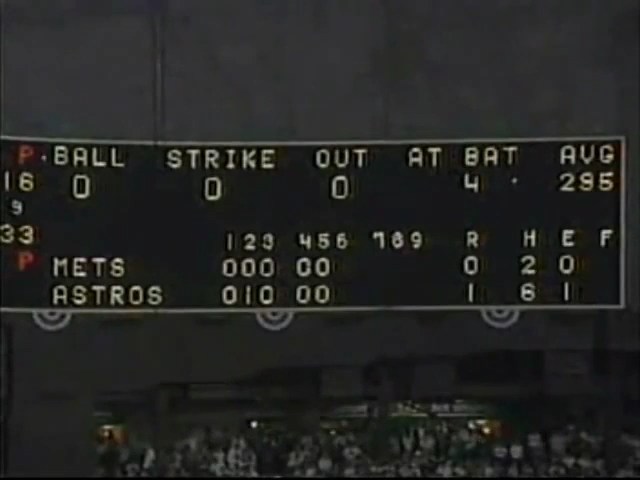 P BALL STRIKE OUT AT BAT AVG
16 0 0 0 4 295
9
33 123 456 789 R H E F
P METS 000 00 0 2 0
ASTROS 010 00 1 6 1